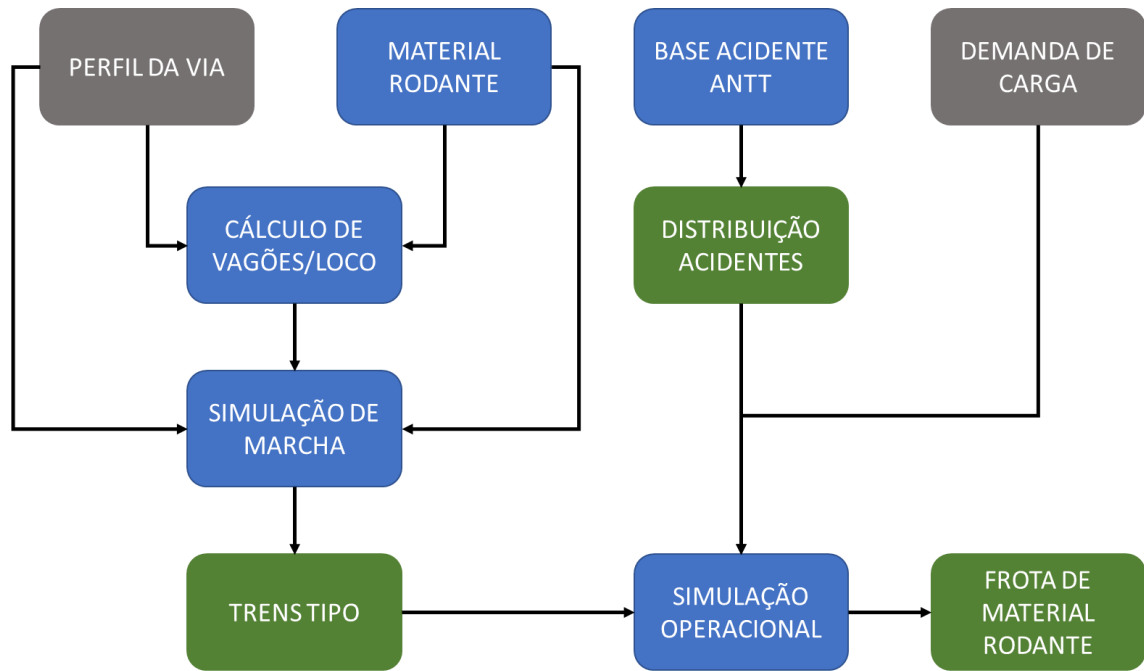 PERFIL DA VIA
MATERIAL
RODANTE
BASE ACIDENTE
ANTT
DEMANDA DE
CARGA
CÁLCULO DE
VAGÕES/LOCO
DISTRIBUIÇÃO
ACIDENTES
SIMULAÇÃO DE
MARCHA
TRENS TIPO
SIMULAÇÃO
OPERACIONAL
FROTA DE
MATERIAL
RODANTE